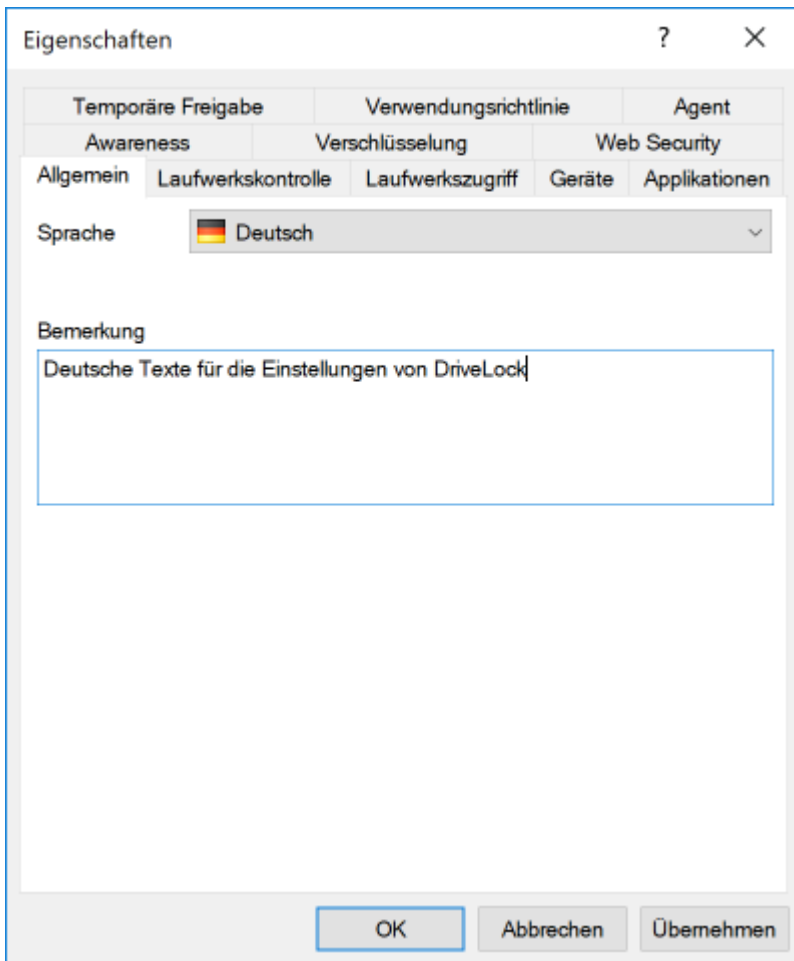 Eigenschaften ?
Temporäre Freigabe Verwendungsrichtlinie Agent
Awareness Verschlüsselung Web Security
Allgemein Laufwerkskontrolle Laufwerkszugriff Geräte Applikationen
Sprache Deutsch
Bemerkung
Deutsche Texte für die Einstellungen von DriveLock
OK Abbrechen Übernehmen